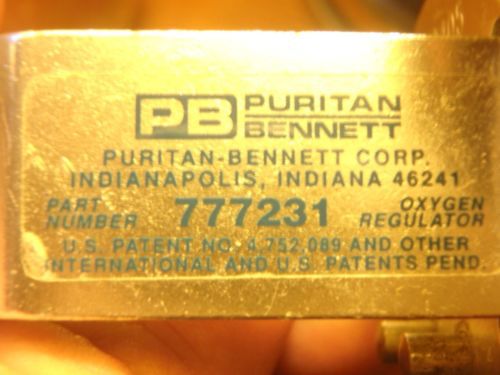 PB PURITAN
BENNETT
PURITAN-BENNETT CORP.
INDIANAPOLIS, INDIANA 46241
PART NUMBER 777231 OXYGEN REGULATOR
U.S. PATENT NO. 4,752,089 AND OTHER
INTERNATIONAL AND U.S. PATENTS PEND.